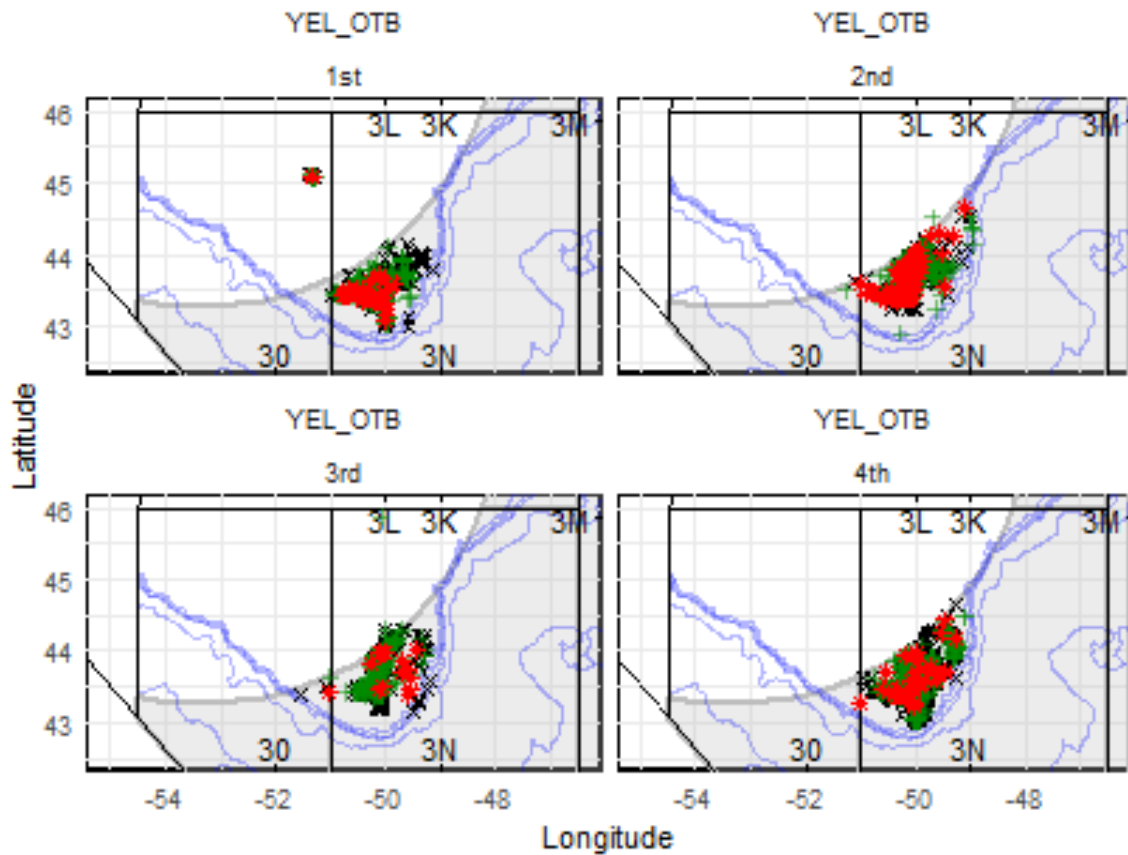 YEL_OTB YEL_OTB
1st 2nd
46 3L 3K 3M 3L 3K 3M
45
44
43
30 3N 30 3N
Latitude
YEL_OTB YEL_OTB
3rd 4th
46 3L 3K 3M 3L 3K 3M
45
44
43
30 3N 30 3N
-54 -52 -50 -48 -54 -52 -50 -48
Longitude